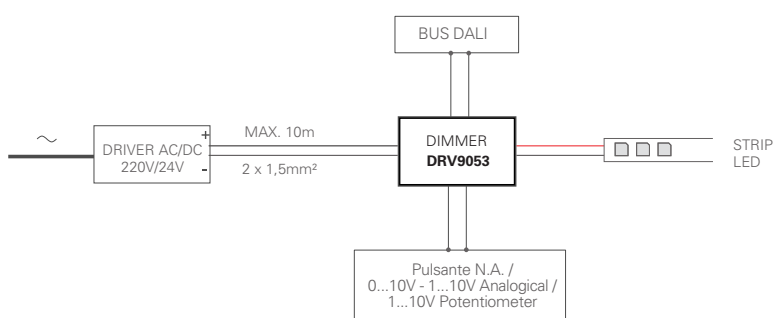 BUS DALI
~
DRIVER AC/DC
220V/24V
+
-
MAX. 10m
2 x 1,5mm²
DIMMER
DRV9053
STRIP
LED
Pulsante N.A. /
0...10V - 1...10V Analogical /
1...10V Potentiometer